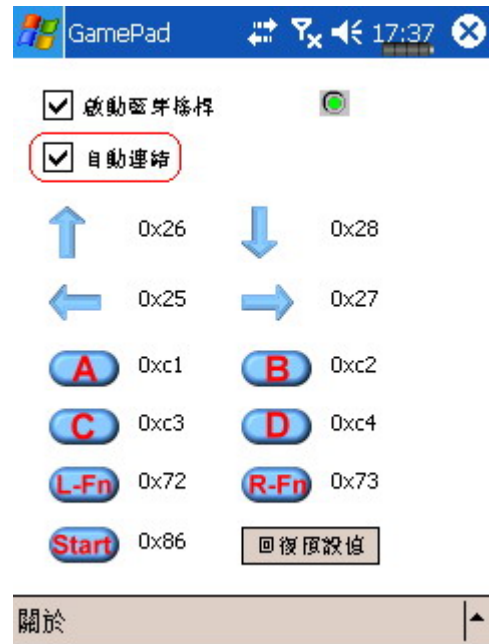 GamePad 17:37
啟動藍芽搖桿
自動連結
0x26 0x28
0x25 0x27
A 0xc1 B 0xc2
C 0xc3 D 0xc4
L-Fn 0x72 R-Fn 0x73
Start 0x86 回復原設值
關於